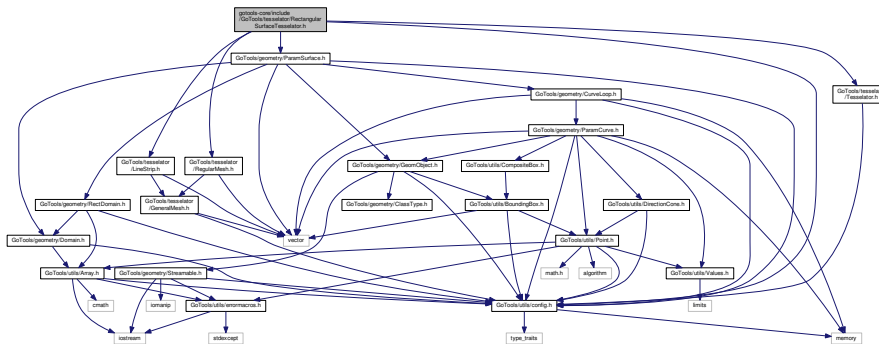 gotools-core/include
/GoTools/tesselator/Rectangular
SurfaceTesselator.h
GoTools/geometry/ParamSurface.h
GoTools/tesselator
/Tesselator.h
GoTools/geometry/CurveLoop.h
GoTools/geometry/ParamCurve.h
GoTools/tesselator
/LineStrip.h
GoTools/tesselator
/RegularMesh.h
GoTools/geometry/GeomObject.h
GoTools/utils/CompositeBox.h
GoTools/geometry/RectDomain.h
GoTools/tesselator
/GeneralMesh.h
GoTools/geometry/ClassType.h
GoTools/utils/BoundingBox.h
GoTools/utils/DirectionCone.h
GoTools/geometry/Domain.h
vector
GoTools/utils/Point.h
GoTools/utils/Array.h
GoTools/geometry/Streamable.h
math.h
algorithm
GoTools/utils/Values.h
cmath
iomanip
GoTools/utils/errormacros.h
GoTools/utils/config.h
limits
iostream
stdexcept
type_traits
memory